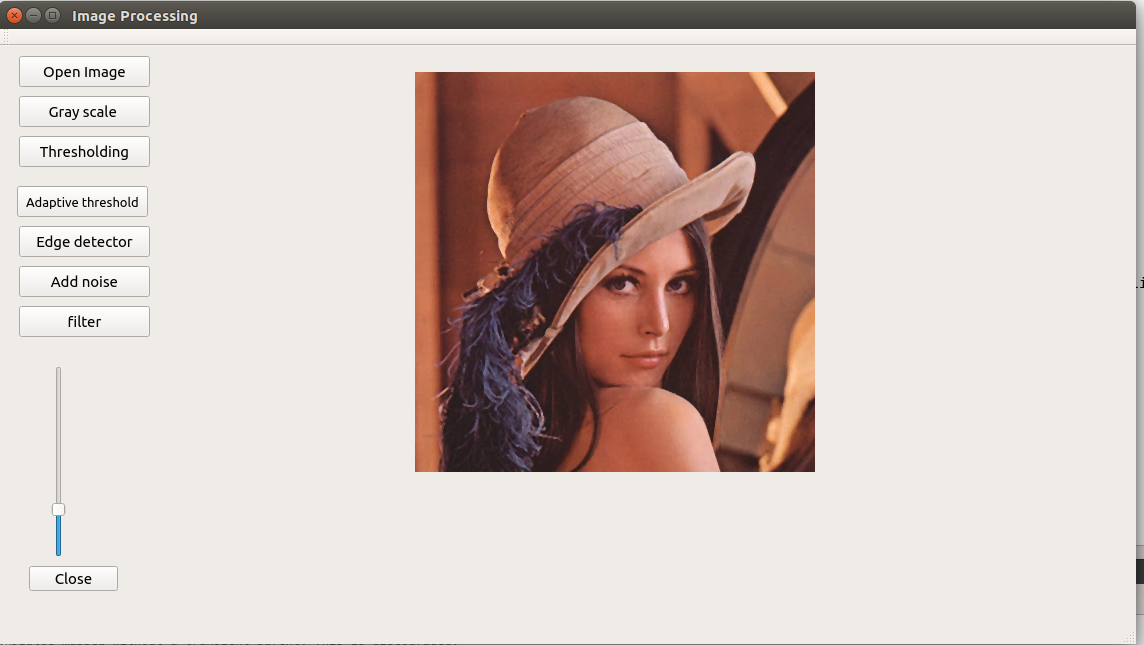 Image Processing
Open Image
Gray scale
Thresholding
Adaptive threshold
Edge detector
Add noise
filter
Close